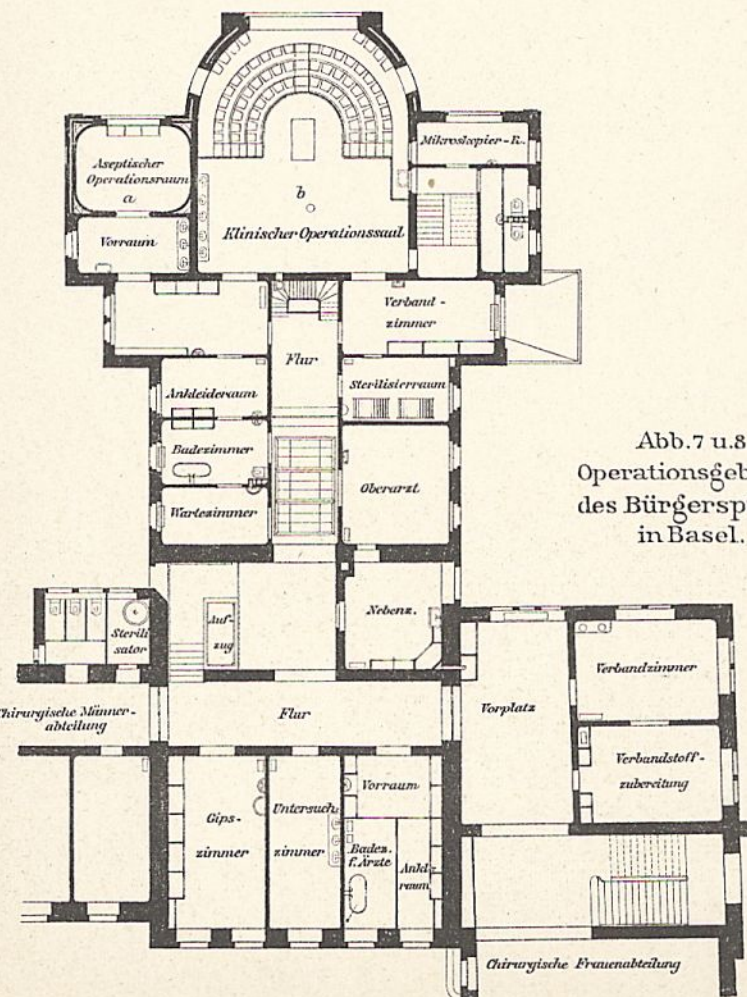 Mikroskopier-R.
Aseptischer
Operationsraum
a
b
Klinischer Operationssaal
Vorraum
Verband-
zimmer
Flur
Ankleideraum
Sterilisierraum
Badezimmer
Oberarzt
Wartezimmer
Abb. 7 u. 8
Operationsgeb
des Bürgersp
in Basel.
Sterili
sator
Auf-
zug
Nebenz.
Chirurgische Männer-
abteilung
Flur
Vorplatz
Verbandzimmer
Verbandstoff-
zubereitung
Gips-
zimmer
Untersuch.
zimmer
Vorraum
Badez.
f. Ärzte
Ankl.
raum
Chirurgische Frauenabteilung